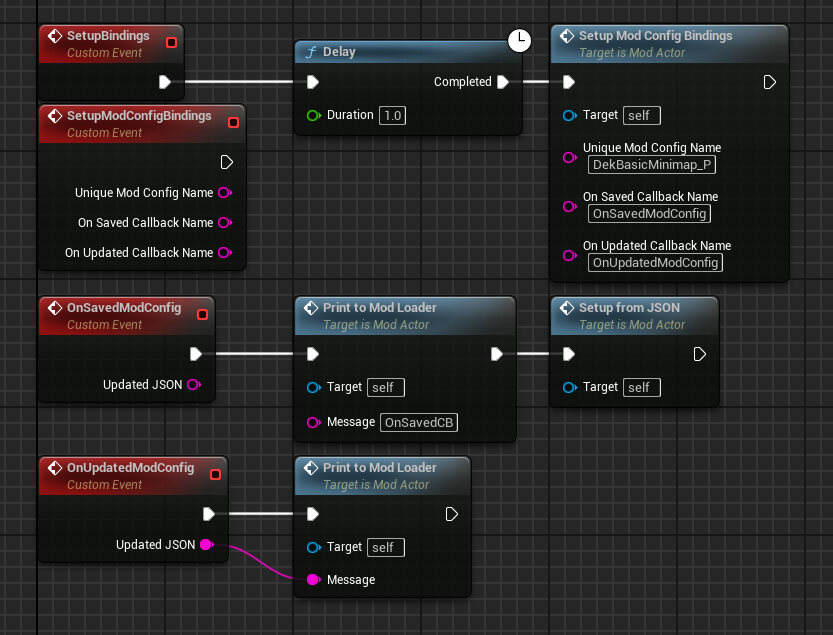 SetupBindings
Custom Event
Delay
Completed
Duration 1.0
Setup Mod Config Bindings
Target is Mod Actor
Target self
Unique Mod Config Name
DekBasicMinimap_P
On Saved Callback Name
OnSavedModConfig
On Updated Callback Name
OnUpdatedModConfig
SetupModConfigBindings
Custom Event
Unique Mod Config Name
On Saved Callback Name
On Updated Callback Name
OnSavedModConfig
Custom Event
Updated JSON
Print to Mod Loader
Target is Mod Actor
Target self
Message OnSavedCB
Setup from JSON
Target is Mod Actor
Target self
OnUpdatedModConfig
Custom Event
Updated JSON
Print to Mod Loader
Target is Mod Actor
Target self
Message